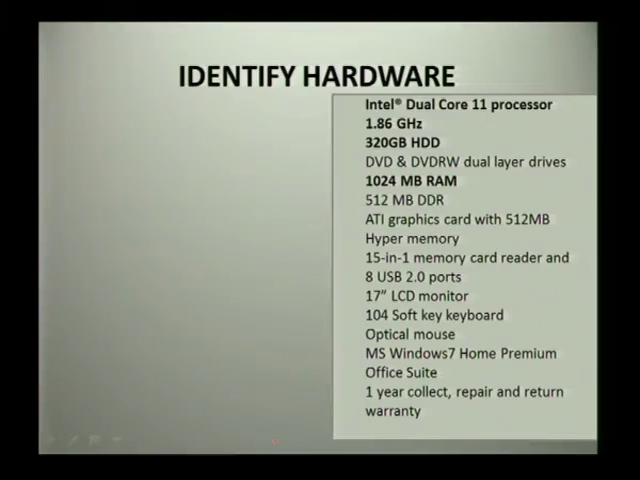 IDENTIFY HARDWARE
Intel® Dual Core 11 processor
1.86 GHz
320GB HDD
DVD & DVDRW dual layer drives
1024 MB RAM
512 MB DDR
ATI graphics card with 512MB
Hyper memory
15-in-1 memory card reader and
8 USB 2.0 ports
17” LCD monitor
104 Soft key keyboard
Optical mouse
MS Windows7 Home Premium
Office Suite
1 year collect, repair and return
warranty